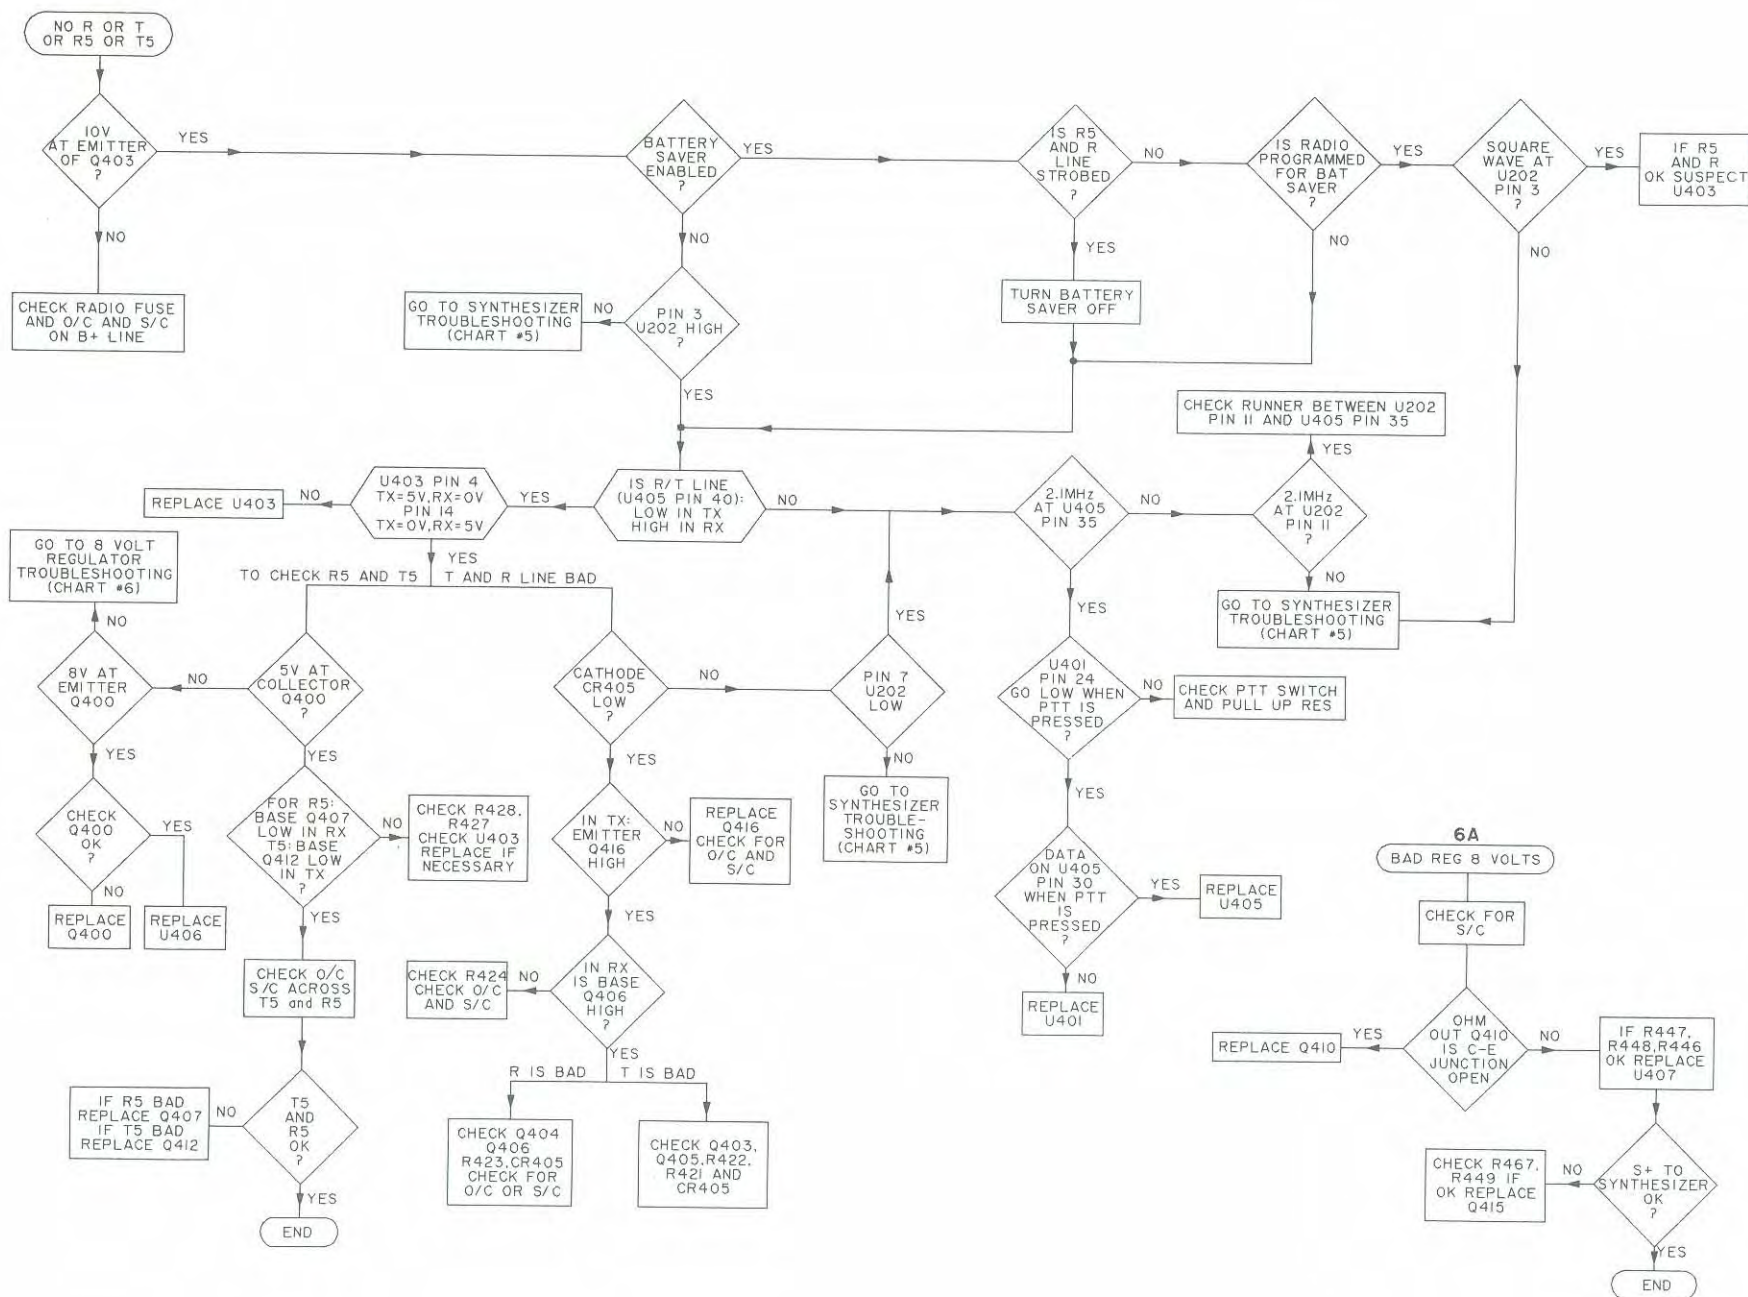 NO R OR T
OR R5 OR T5
10V
AT EMITTER
OF Q403
?
YES
NO
CHECK RADIO FUSE
AND O/C AND S/C
ON B+ LINE
BATTERY
SAVER
ENABLED
?
YES
NO
GO TO SYNTHESIZER
TROUBLESHOOTING
(CHART #5)
NO
PIN 3
U202 HIGH
?
YES
IS R5
AND R
LINE
STROBED
?
NO
YES
TURN BATTERY
SAVER OFF
IS RADIO
PROGRAMMED
FOR BAT
SAVER
?
YES
NO
SQUARE
WAVE AT
U202
PIN 3
?
YES
NO
IF R5
AND R
OK SUSPECT
U403
CHECK RUNNER BETWEEN U202
PIN 11 AND U405 PIN 35
YES
REPLACE U403
NO
U403 PIN 4
TX=5V,RX=0V
PIN 14
TX=0V,RX=5V
YES
IS R/T LINE
(U405 PIN 40):
LOW IN TX
HIGH IN RX
NO
2.1MHz
AT U405
PIN 35
NO
2.1MHz
AT U202
PIN 11
?
NO
GO TO SYNTHESIZER
TROUBLESHOOTING
(CHART #5)
YES
YES
TO CHECK R5 AND T5
T AND R LINE BAD
GO TO 8 VOLT
REGULATOR
TROUBLESHOOTING
(CHART #6)
NO
8V AT
EMITTER
Q400
NO
5V AT
COLLECTOR
Q400
?
CATHODE
CR405
LOW
?
NO
YES
PIN 7
U202
LOW
NO
GO TO
SYNTHESIZER
TROUBLE-
SHOOTING
(CHART #5)
U401
PIN 24
GO LOW WHEN
PTT IS
PRESSED
?
NO
CHECK PTT SWITCH
AND PULL UP RES
YES
YES
CHECK
Q400
OK
?
YES
NO
REPLACE
Q400
REPLACE
U406
YES
FOR R5:
BASE Q407
LOW IN RX
T5: BASE
Q412 LOW
IN TX
?
NO
CHECK R428,
R427
CHECK U403
REPLACE IF
NECESSARY
YES
CHECK O/C
S/C ACROSS
T5 and R5
IF R5 BAD
REPLACE Q407
IF T5 BAD
REPLACE Q412
NO
T5
AND
R5
OK
?
YES
END
YES
IN TX:
EMITTER
Q416
HIGH
NO
REPLACE
Q416
CHECK FOR
O/C AND
S/C
YES
CHECK R424
CHECK O/C
AND S/C
NO
IN RX
IS BASE
Q406
HIGH
?
YES
R IS BAD
T IS BAD
CHECK Q404
Q406
R423,CR405
CHECK FOR
O/C OR S/C
CHECK Q403,
Q405,R422,
R421 AND
CR405
DATA
ON U405
PIN 30
WHEN PTT
IS
PRESSED
?
YES
REPLACE
U405
NO
REPLACE
U401
6A
BAD REG 8 VOLTS
CHECK FOR
S/C
REPLACE Q410
YES
OHM
OUT Q410
IS C-E
JUNCTION
OPEN
NO
IF R447,
R448,R446
OK REPLACE
U407
CHECK R467,
R449 IF
OK REPLACE
Q415
NO
S+ TO
SYNTHESIZER
OK
?
YES
END